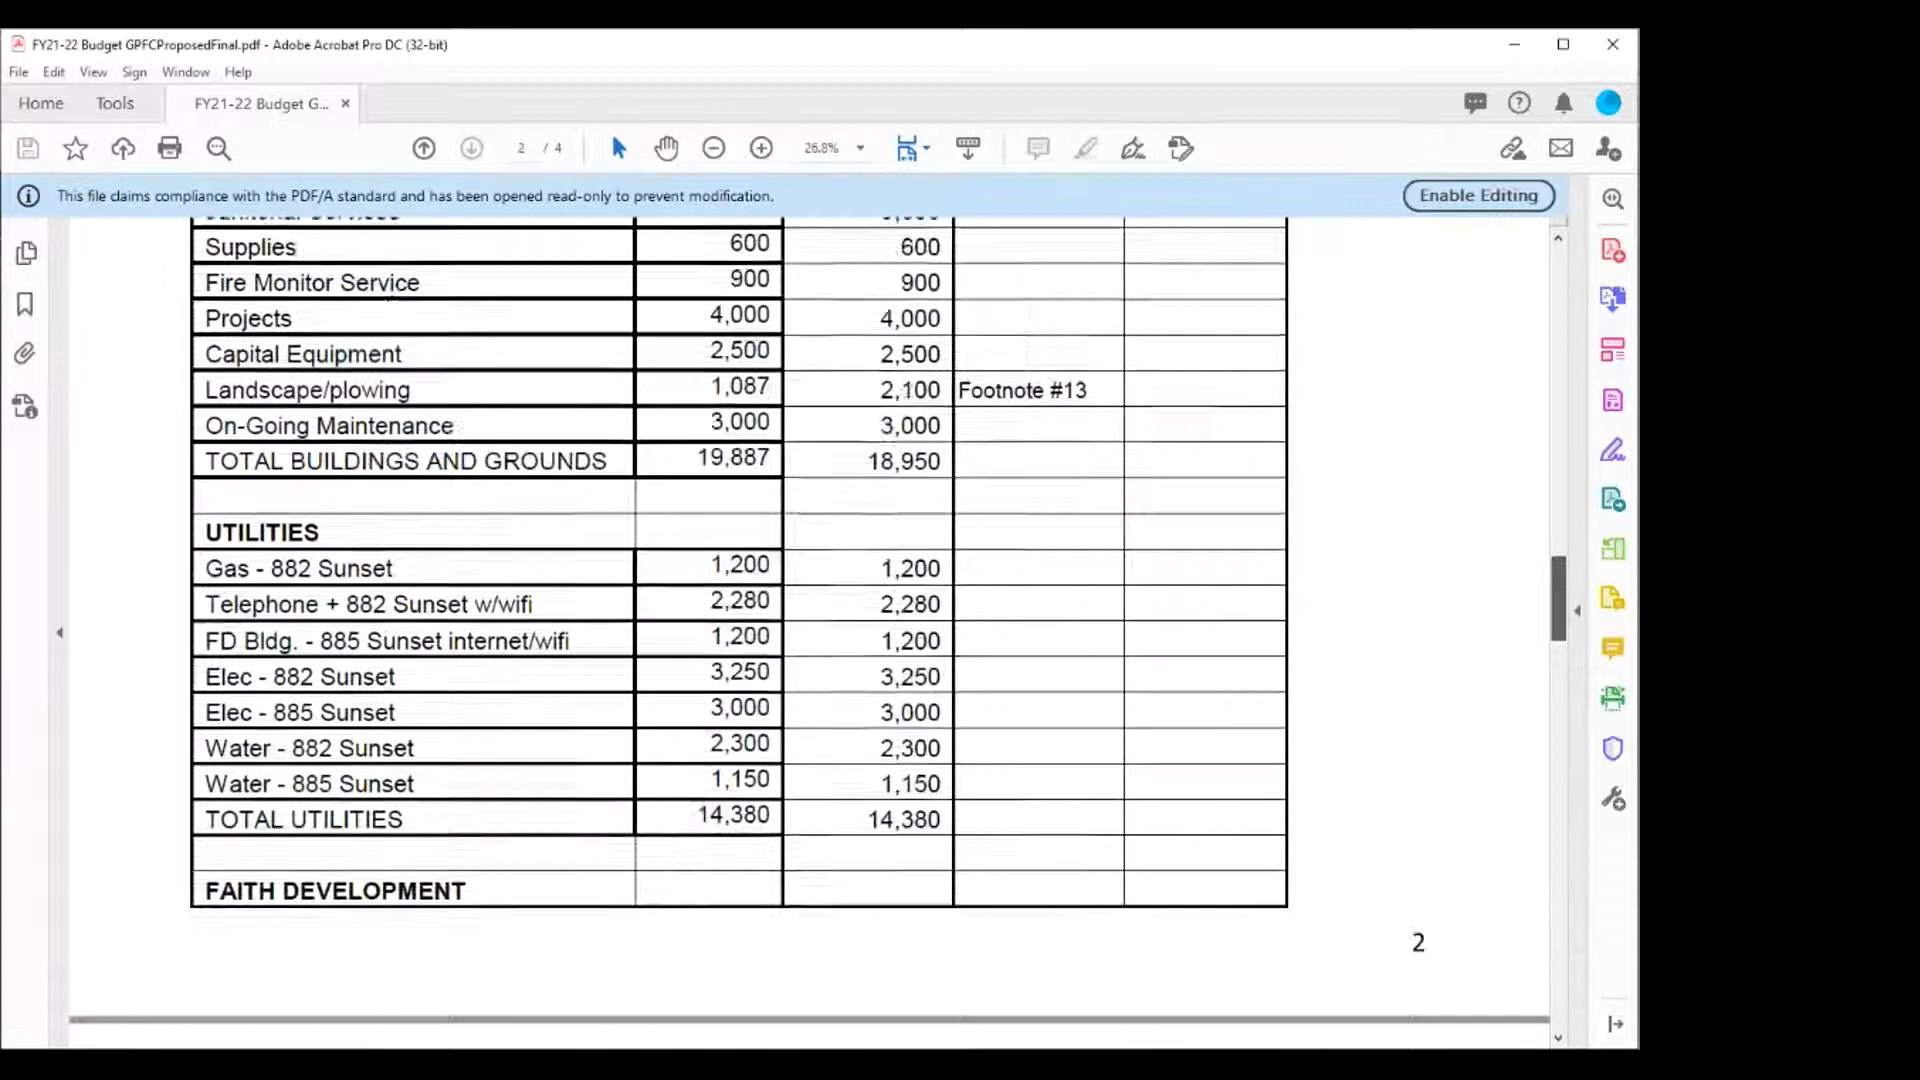 FY21-22 Budget GPFCProposedFinal.pdf - Adobe Acrobat Pro DC (32-bit)
File Edit View Sign Window Help
Home Tools FY21-22 Budget G... ×
2 / 4 26.8%
This file claims compliance with the PDF/A standard and has been opened read-only to prevent modification. Enable Editing
Supplies 600 600
Fire Monitor Service 900 900
Projects 4,000 4,000
Capital Equipment 2,500 2,500
Landscape/plowing 1,087 2,100 Footnote #13
On-Going Maintenance 3,000 3,000
TOTAL BUILDINGS AND GROUNDS 19,887 18,950
UTILITIES
Gas - 882 Sunset 1,200 1,200
Telephone + 882 Sunset w/wifi 2,280 2,280
FD Bldg. - 885 Sunset internet/wifi 1,200 1,200
Elec - 882 Sunset 3,250 3,250
Elec - 885 Sunset 3,000 3,000
Water - 882 Sunset 2,300 2,300
Water - 885 Sunset 1,150 1,150
TOTAL UTILITIES 14,380 14,380
FAITH DEVELOPMENT
2